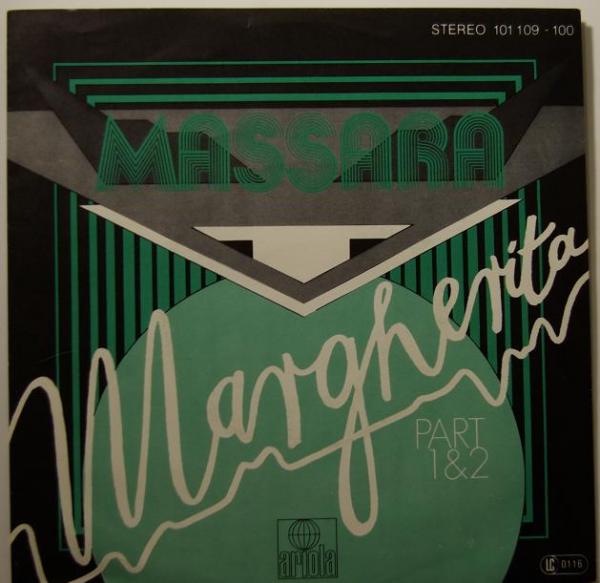 STEREO 101 109 - 100
MASSARA
Margherita
PART
1&2
ariola
LC 0116